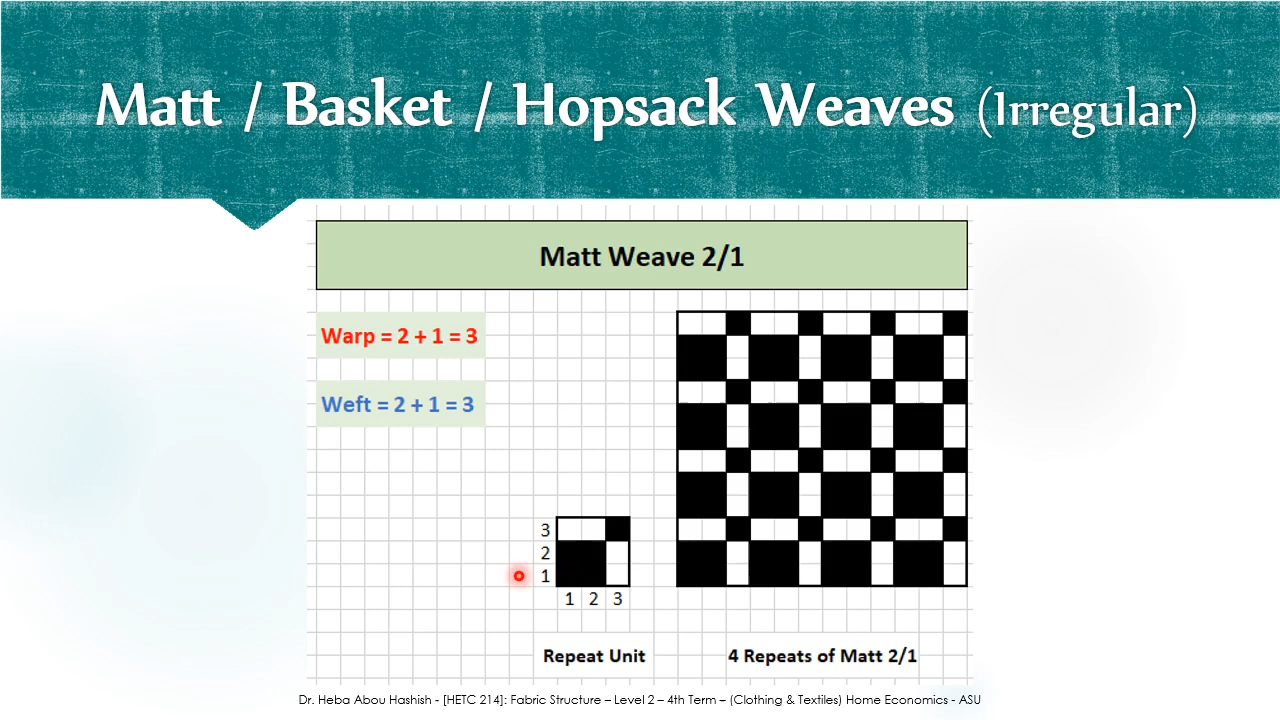 Matt / Basket / Hopsack Weaves (Irregular)
Matt Weave 2/1
Warp = 2 + 1 = 3
Weft = 2 + 1 = 3
3
2
1
1 2 3
Repeat Unit
4 Repeats of Matt 2/1
Dr. Heba Abou Hashish - [HETC 214]: Fabric Structure – Level 2 – 4th Term – (Clothing & Textiles) Home Economics - ASU